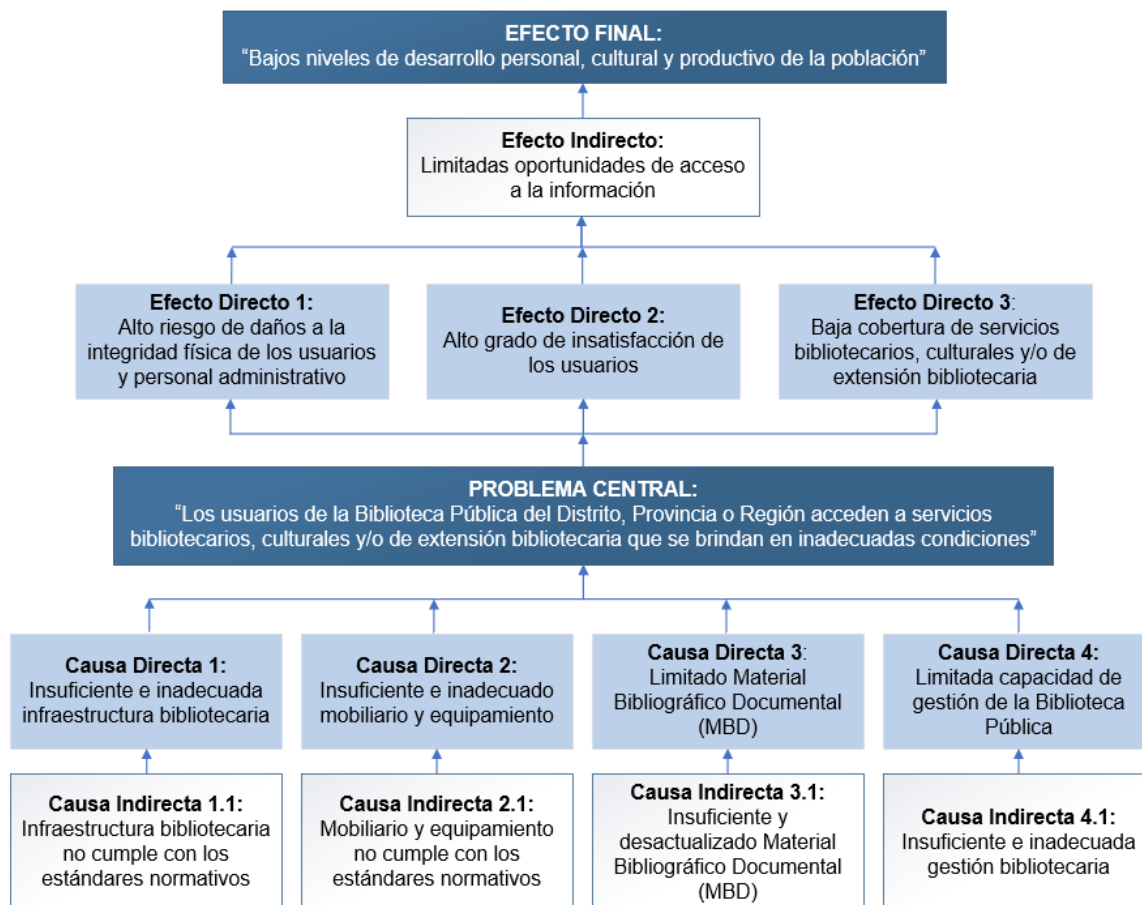 EFECTO FINAL:
“Bajos niveles de desarrollo personal, cultural y productivo de la población”
Efecto Indirecto:
Limitadas oportunidades de acceso
a la información
Efecto Directo 1:
Alto riesgo de daños a la
integridad física de los usuarios
y personal administrativo
Efecto Directo 2:
Alto grado de insatisfacción de
los usuarios
Efecto Directo 3:
Baja cobertura de servicios
bibliotecarios, culturales y/o de
extensión bibliotecaria
PROBLEMA CENTRAL:
“Los usuarios de la Biblioteca Pública del Distrito, Provincia o Región acceden a servicios
bibliotecarios, culturales y/o de extensión bibliotecaria que se brindan en inadecuadas condiciones”
Causa Directa 1:
Insuficiente e inadecuada
infraestructura bibliotecaria
Causa Directa 2:
Insuficiente e inadecuado
mobiliario y equipamiento
Causa Directa 3:
Limitado Material
Bibliográfico Documental
(MBD)
Causa Directa 4:
Limitada capacidad de
gestión de la Biblioteca
Pública
Causa Indirecta 1.1:
Infraestructura bibliotecaria
no cumple con los
estándares normativos
Causa Indirecta 2.1:
Mobiliario y equipamiento
no cumple con los
estándares normativos
Causa Indirecta 3.1:
Insuficiente y
desactualizado Material
Bibliográfico Documental
(MBD)
Causa Indirecta 4.1:
Insuficiente e inadecuada
gestión bibliotecaria